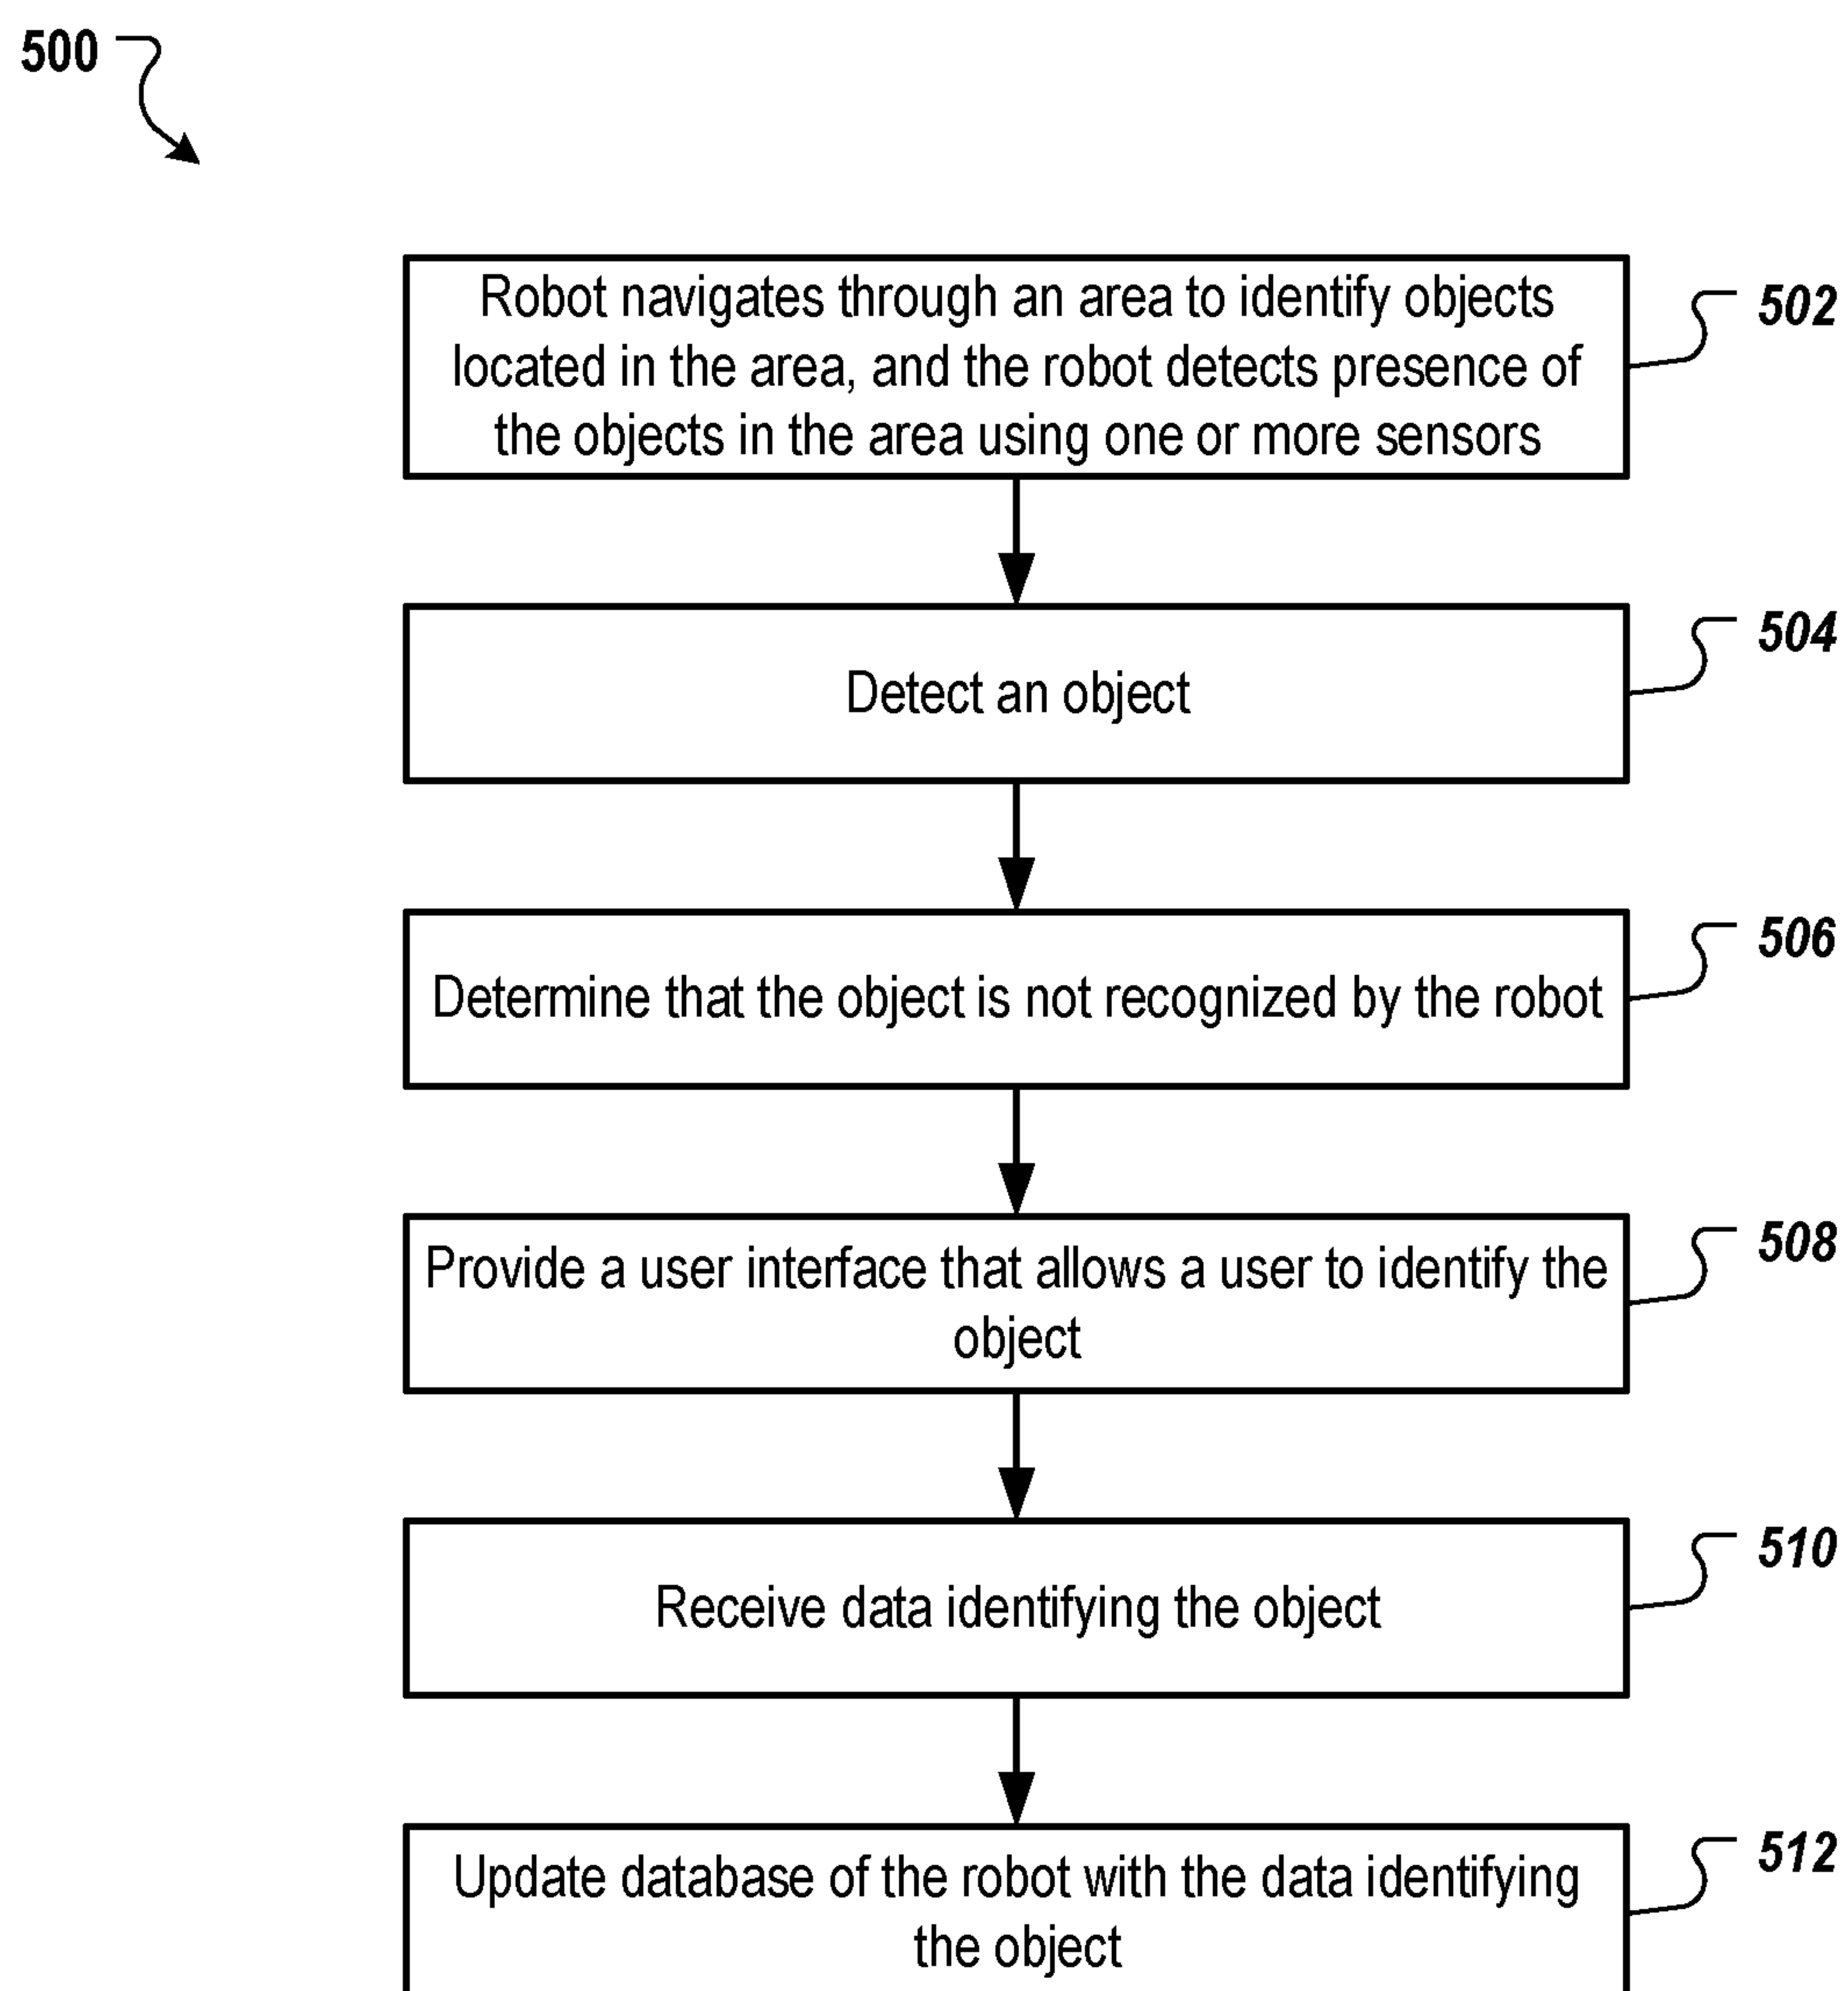 500
Robot navigates through an area to identify objects
located in the area, and the robot detects presence of
the objects in the area using one or more sensors
502
Detect an object
504
Determine that the object is not recognized by the robot
506
Provide a user interface that allows a user to identify the
object
508
Receive data identifying the object
510
Update database of the robot with the data identifying
the object
512